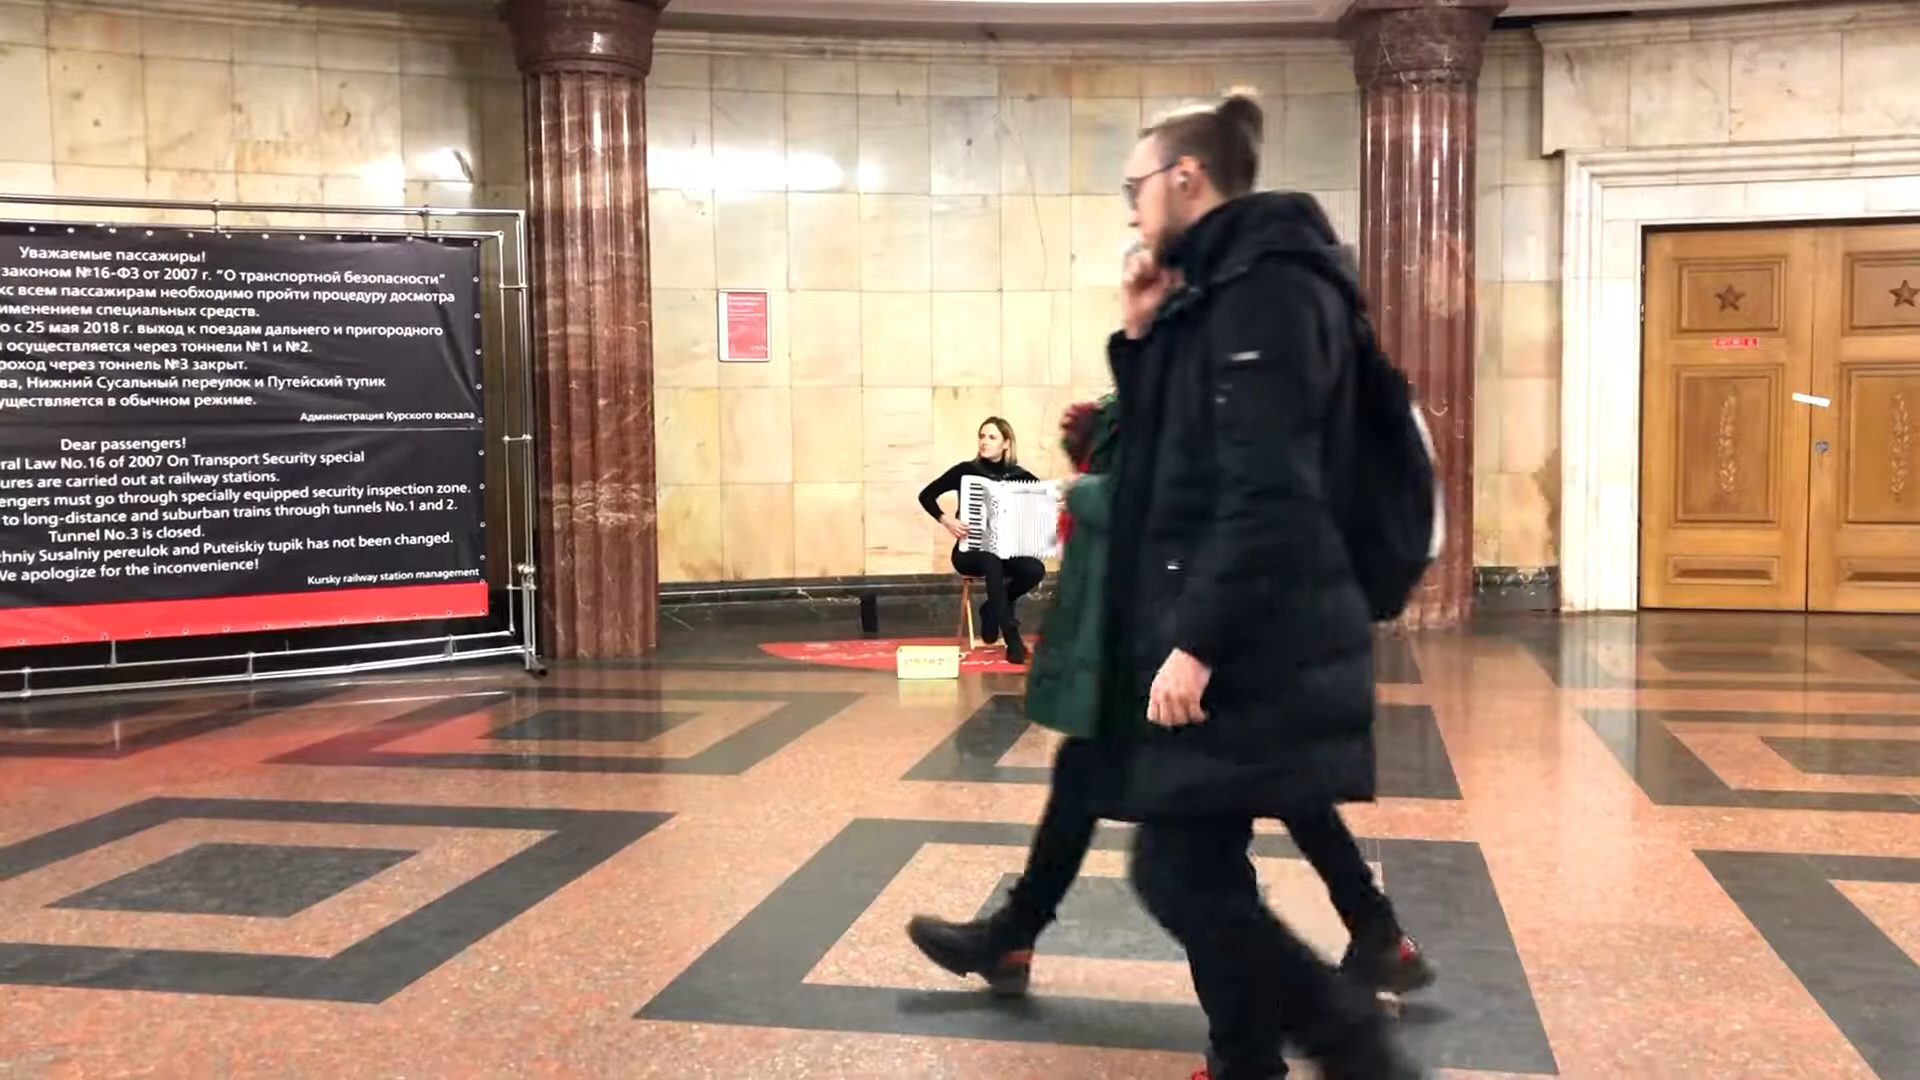 Уважаемые пассажиры!
законом №16-ФЗ от 2007 г. "О транспортной безопасности"
кс всем пассажирам необходимо пройти процедуру досмотра
именением специальных средств.
о с 25 мая 2018 г. выход к поездам дальнего и пригородного
осуществляется через тоннели №1 и №2.
роход через тоннель №3 закрыт.
ва, Нижний Сусальный переулок и Путейский тупик
уществляется в обычном режиме.
Администрация Курского вокзала
Dear passengers!
ral Law No.16 of 2007 On Transport Security special
ures are carried out at railway stations.
engers must go through specially equipped security inspection zone.
to long-distance and suburban trains through tunnels No.1 and 2.
Tunnel No.3 is closed.
zhniy Susalniy pereulok and Puteiskiy tupik has not been changed.
We apologize for the inconvenience!
Kursky railway station management